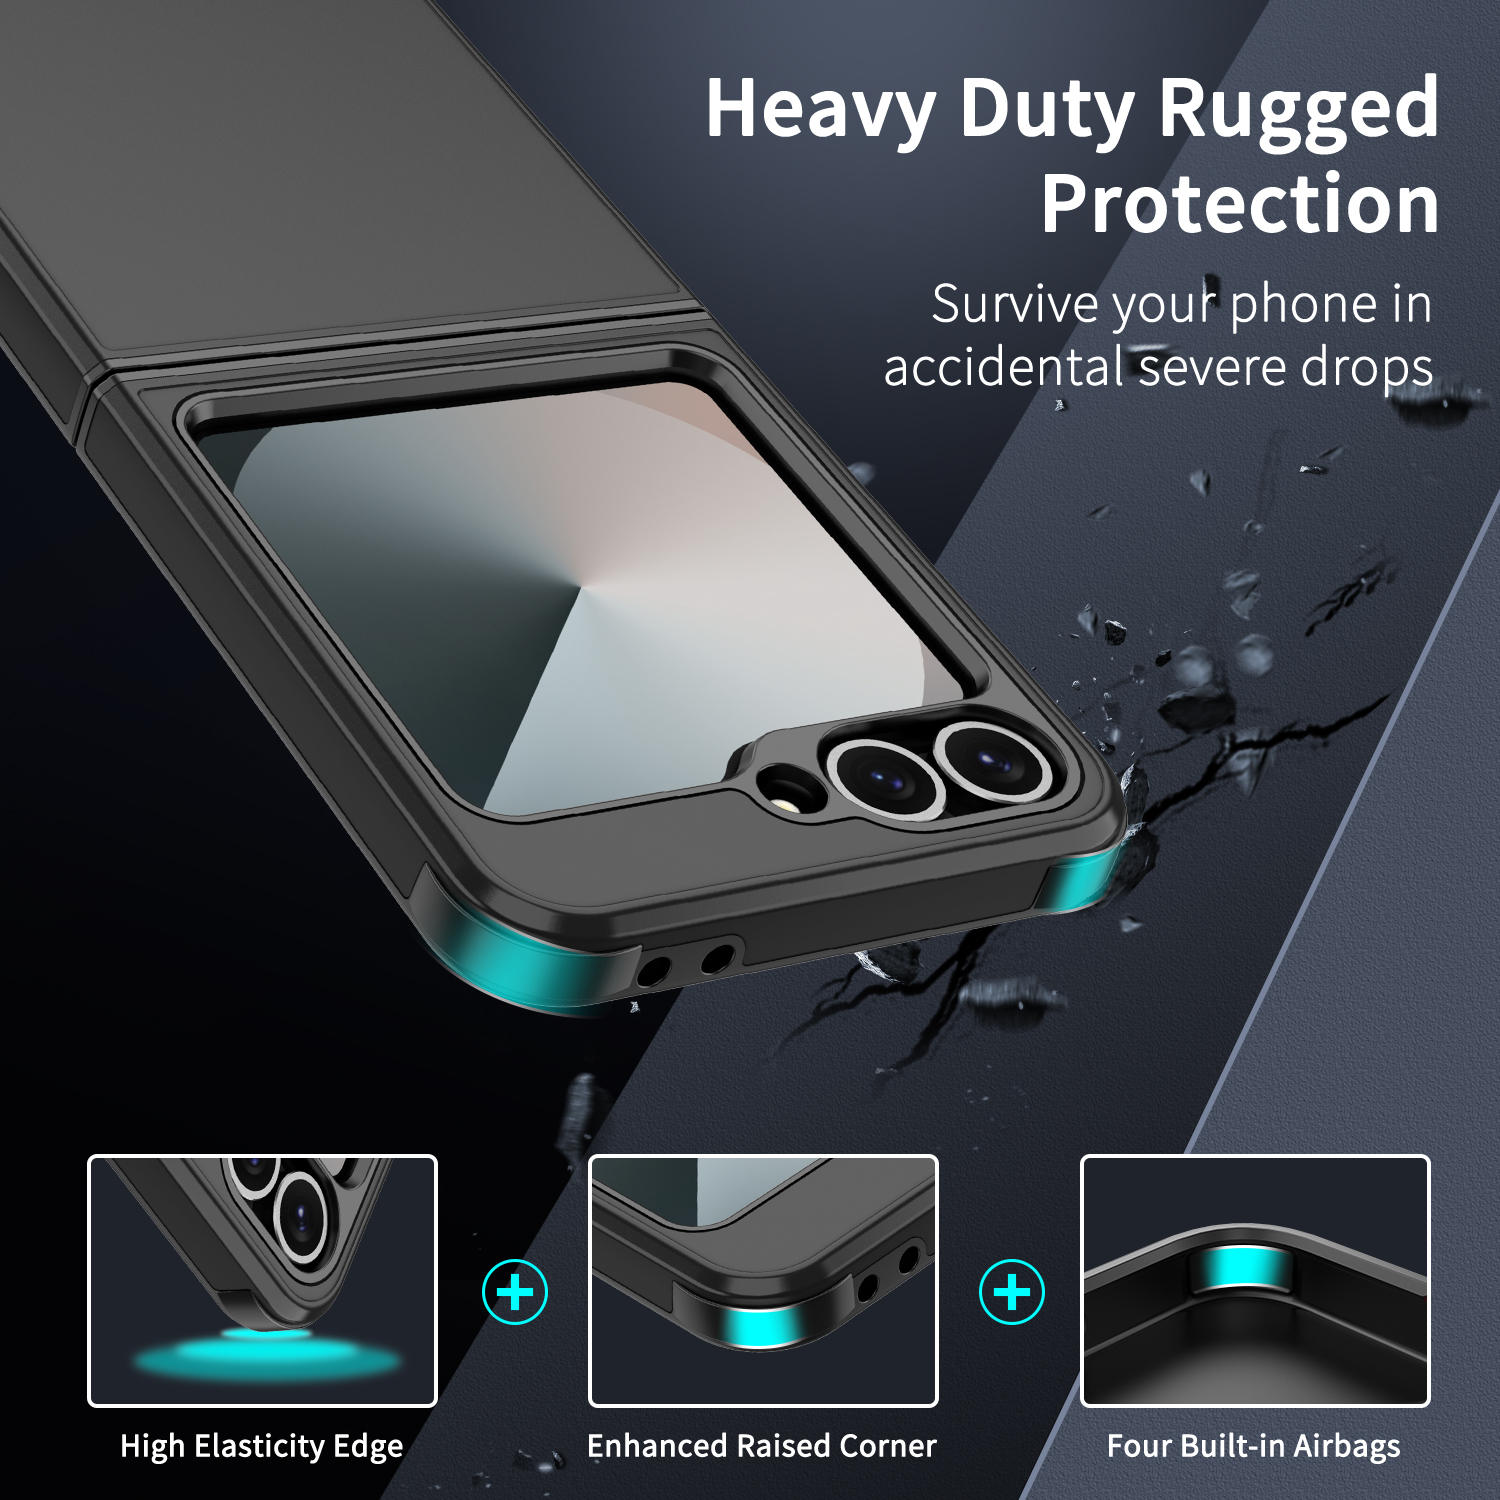 Heavy Duty Rugged
Protection
Survive your phone in
accidental severe drops
High Elasticity Edge
Enhanced Raised Corner
Four Built-in Airbags